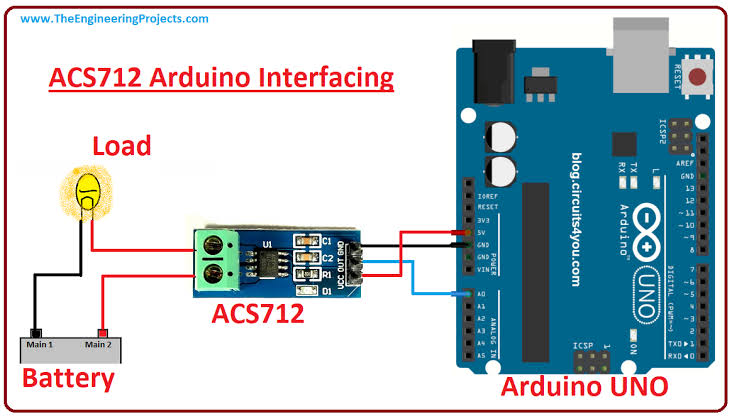 www.TheEngineeringProjects.com
ACS712 Arduino Interfacing
Load
U1
C1
C2
R1
D1
VCC OUT GND
ACS712
Main 1
Main 2
Battery
RESET
ICSP2
IOREF
RESET
3V3
5V
GND
GND
VIN
POWER
A0
A1
A2
A3
A4
A5
ANALOG IN
blog.circuits4you.com
RX
TX
L
Arduino
UNO
AREF
GND
13
12
~11
~10
~9
8
7
~6
~5
4
~3
2
TXO ▶ 1
RXO ◀ 0
DIGITAL (PWM~)
ON
ICSP 1
Arduino UNO